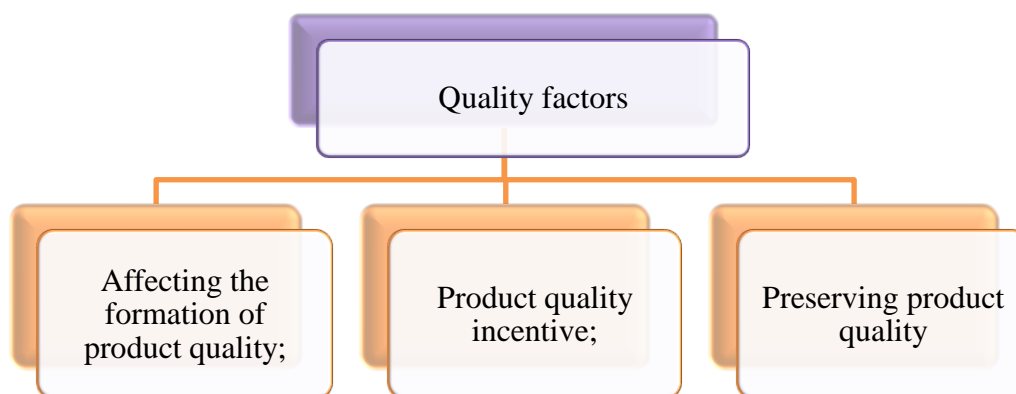 Quality factors
Affecting the
formation of
product quality;
Product quality
incentive;
Preserving product
quality